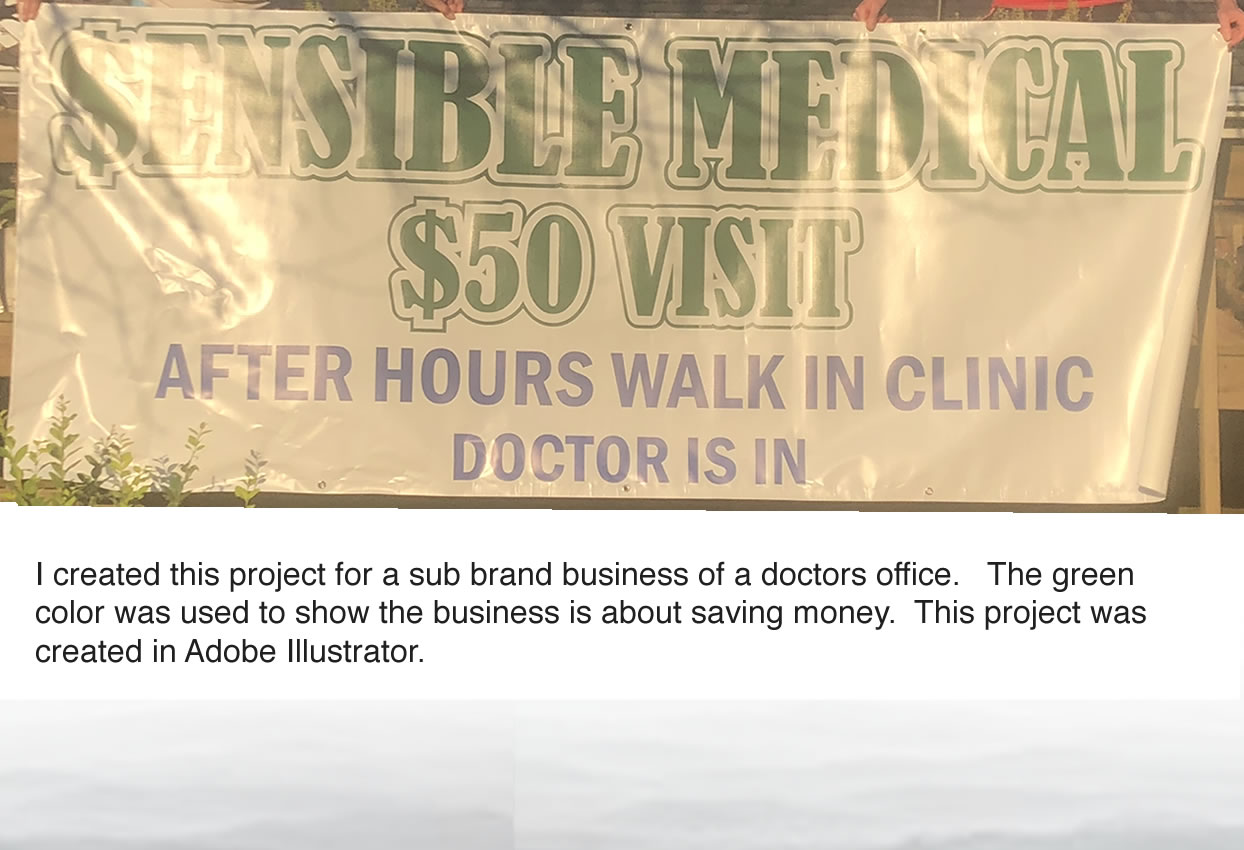 $ENSIBLE MEDICAL
$50 VISIT
AFTER HOURS WALK IN CLINIC
DOCTOR IS IN
I created this project for a sub brand business of a doctors office.   The green
color was used to show the business is about saving money.  This project was
created in Adobe Illustrator.